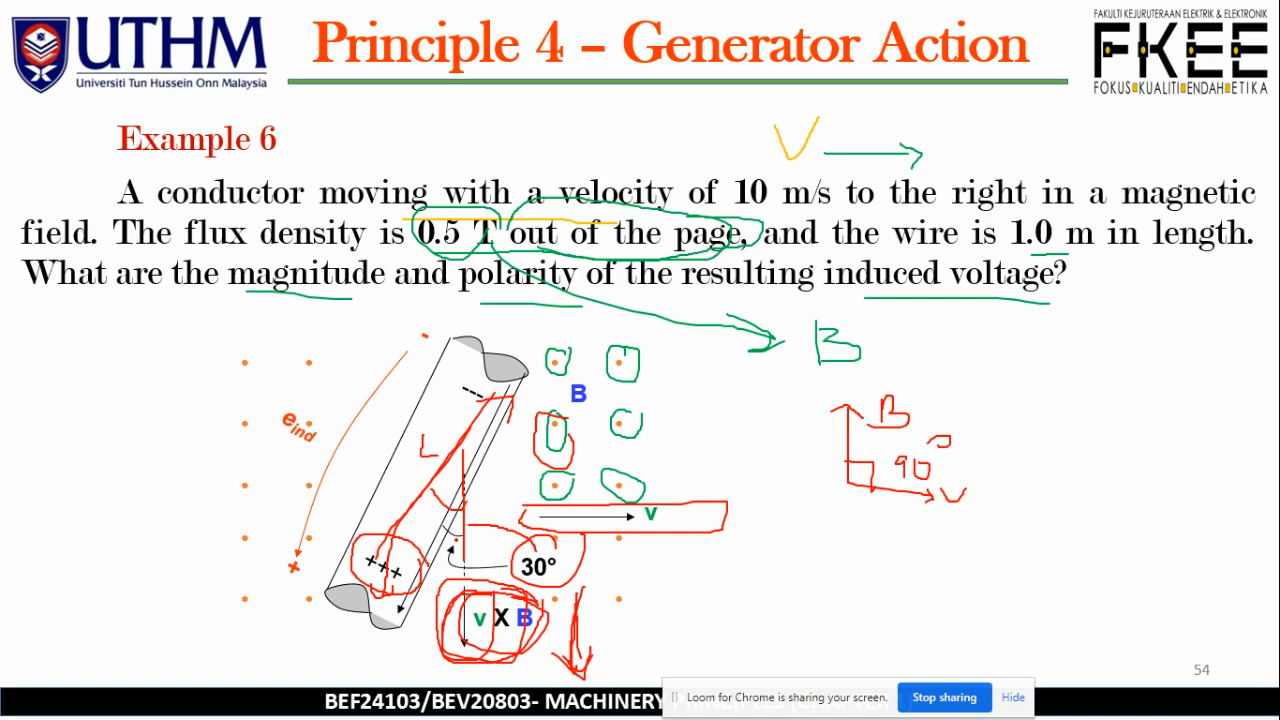 UTHM
Universiti Tun Hussein Onn Malaysia
Principle 4 – Generator Action
FAKULTI KEJURUTERAAN ELEKTRIK & ELEKTRONIK
FKEE
FOKUS KUALITI ENDAH ETIKA
Example 6
V
A conductor moving with a velocity of 10 m/s to the right in a magnetic
field. The flux density is 0.5 T out of the page, and the wire is 1.0 m in length.
What are the magnitude and polarity of the resulting induced voltage?
B
-
---
B
B
eind
L
90°
v
v
+++
30°
+
v X B
54
BEF24103/BEV20803- MACHINERY PRINCIPLES (CHAPTER 1)
Loom for Chrome is sharing your screen.
Stop sharing
Hide